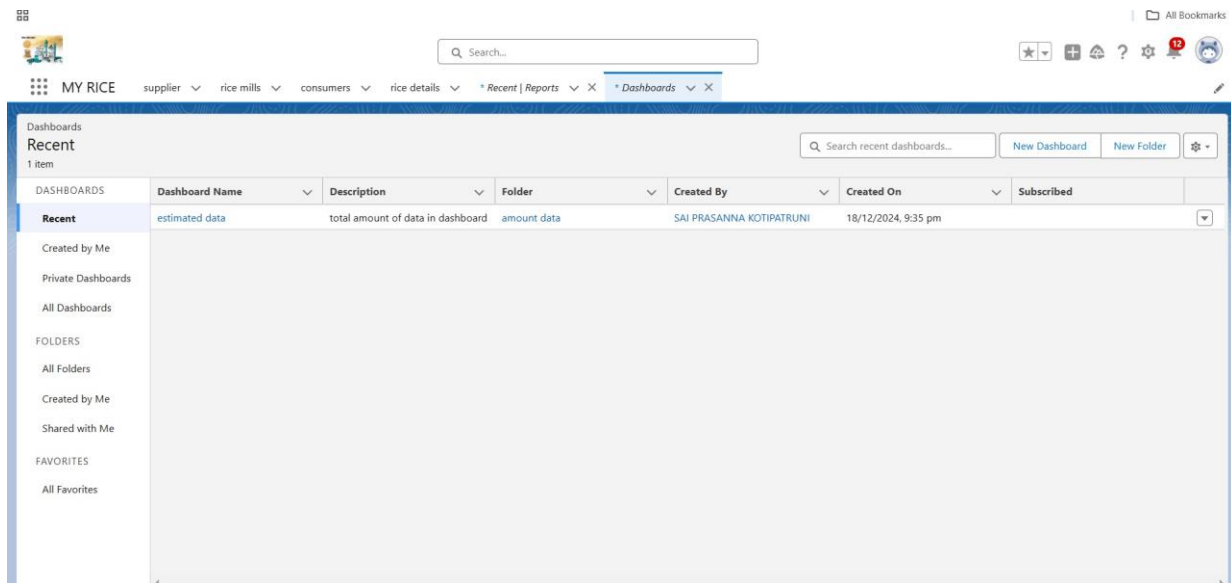 All Bookmarks
Search...
12
MY RICE supplier rice mills consumers rice details * Recent | Reports * Dashboards
Dashboards
Recent
1 item
Search recent dashboards... New Dashboard New Folder
DASHBOARDS Dashboard Name Description Folder Created By Created On Subscribed
Recent estimated data total amount of data in dashboard amount data SAI PRASANNA KOTIPATRUNI 18/12/2024, 9:35 pm
Created by Me
Private Dashboards
All Dashboards
FOLDERS
All Folders
Created by Me
Shared with Me
FAVORITES
All Favorites